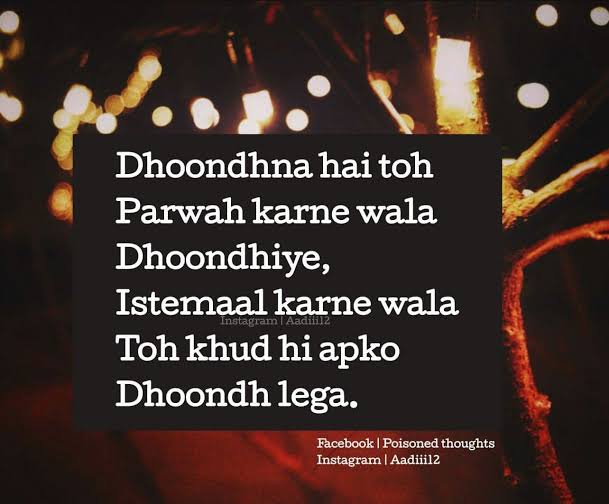 Dhoondhna hai toh
Parwah karne wala
Dhoondhiye,
Istemaal karne wala
Instagram | Aadiii12
Toh khud hi apko
Dhoondh lega.
Facebook | Poisoned thoughts
Instagram | Aadiii12